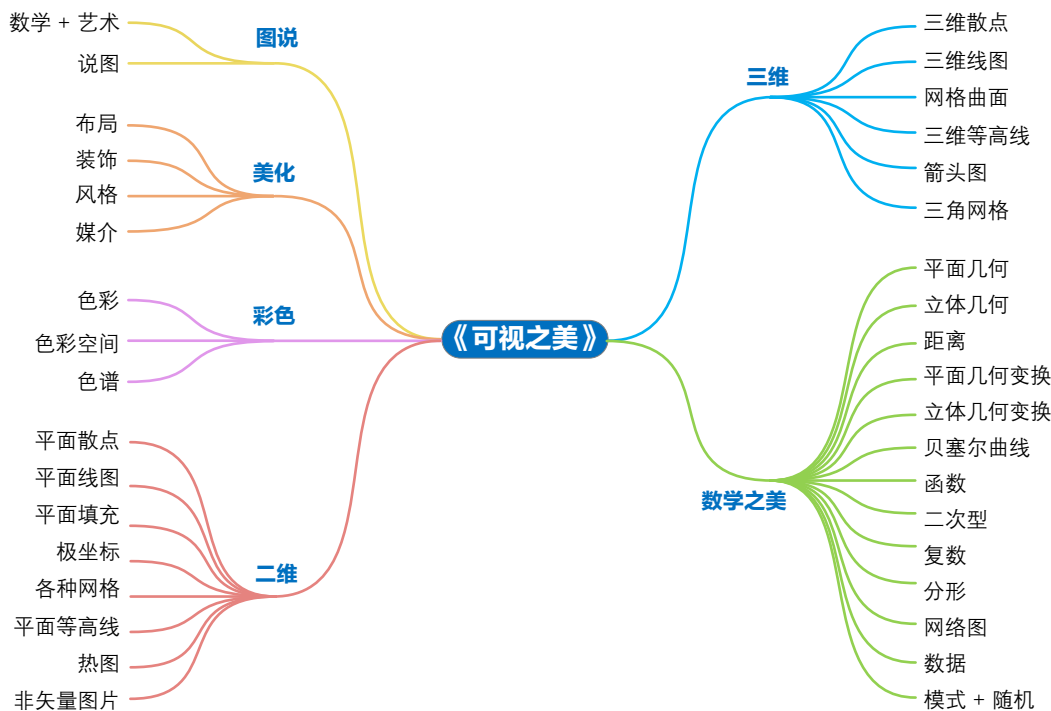 《可视之美》
图说
数学 + 艺术
说图
美化
布局
装饰
风格
媒介
彩色
色彩
色彩空间
色谱
二维
平面散点
平面线图
平面填充
极坐标
各种网格
平面等高线
热图
非矢量图片
三维
三维散点
三维线图
网格曲面
三维等高线
箭头图
三角网格
数学之美
平面几何
立体几何
距离
平面几何变换
立体几何变换
贝塞尔曲线
函数
二次型
复数
分形
网络图
数据
模式 + 随机